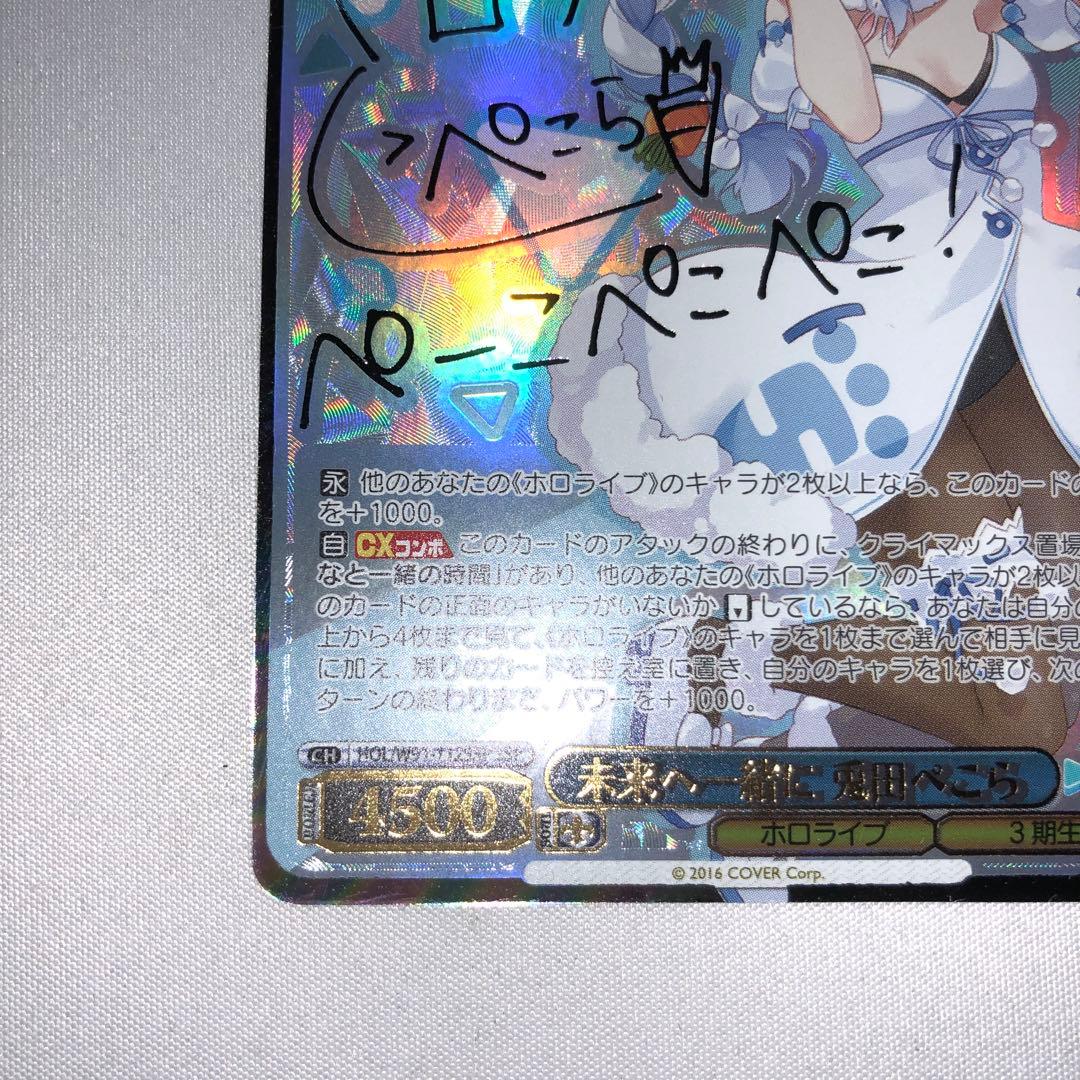 ぺこら
ぺーこぺこぺこ!
永 他のあなたの《ホロライブ》のキャラが2枚以上なら、このカードの
を+1000。
自 CXコンボ このカードのアタックの終わりに、クライマックス置場
なと一緒の時間」があり、他のあなたの《ホロライブ》のキャラが2枚以
のカードの正面のキャラがいないか しているなら、あなたは自分の
上から4枚まで見て、《ホロライブ》のキャラを1枚まで選んで相手に見
に加え、残りのカードを控え室に置き、自分のキャラを1枚選び、次の
ターンの終わりまで、パワーを+1000。
CH HOL/W91
4500
未来へ一緒に 兎田ぺこら
ホロライブ 3期生
© 2016 COVER Corp.